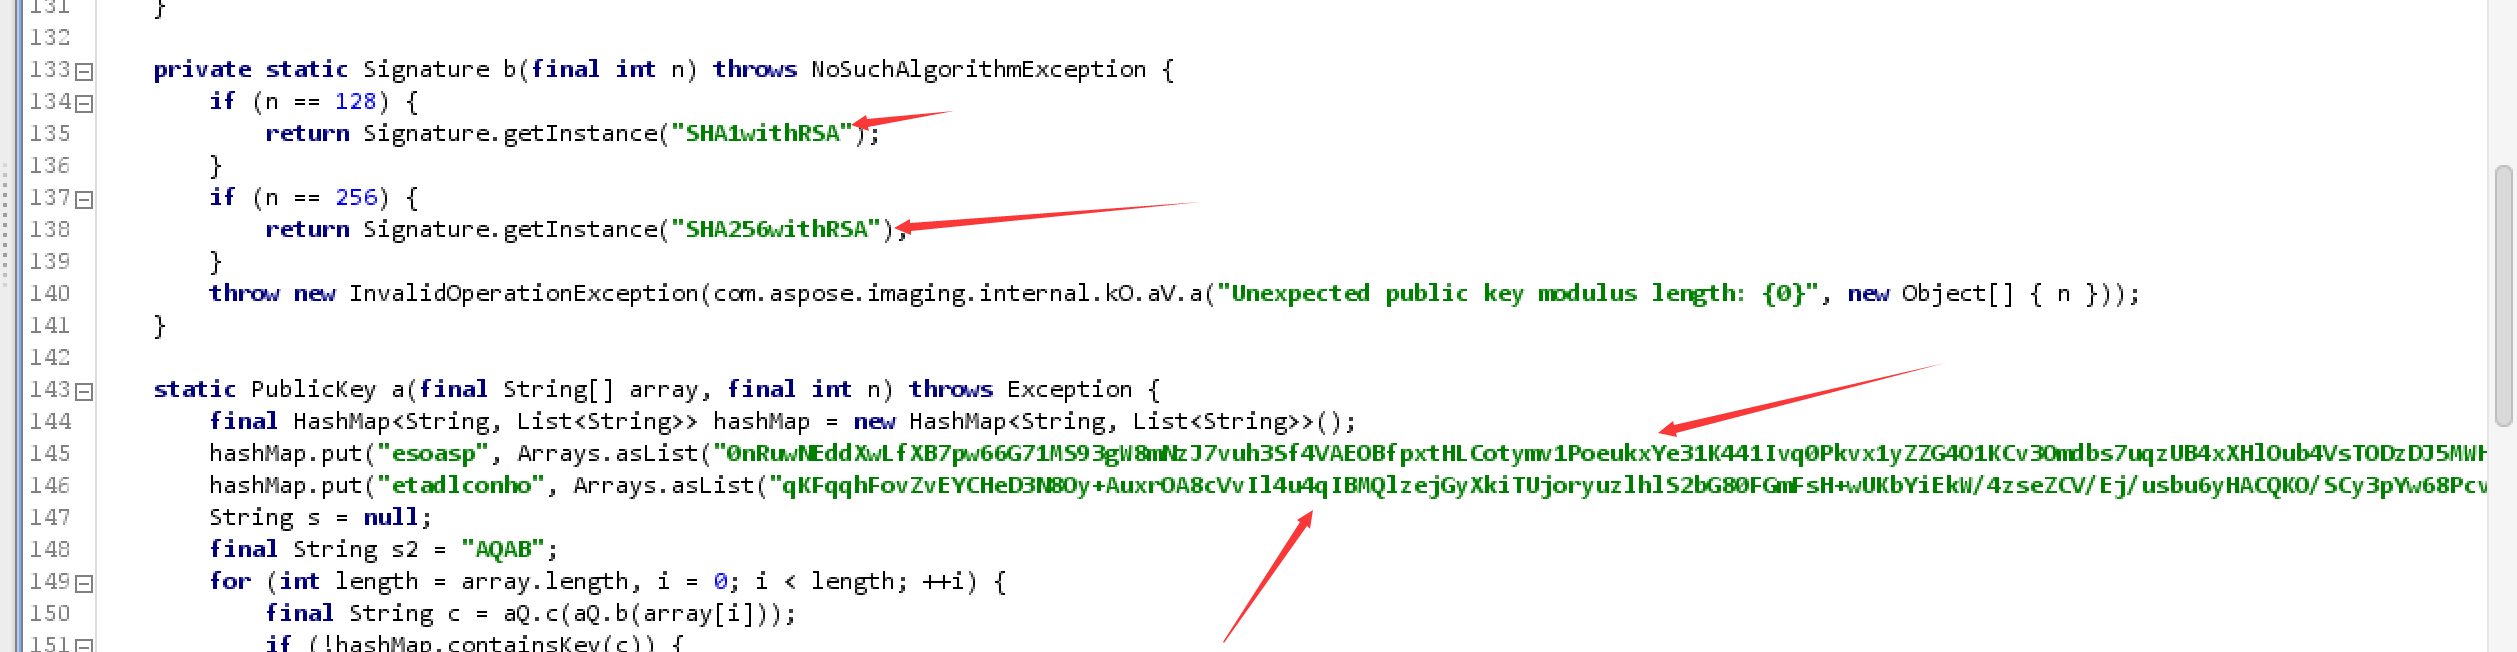 131 }
132
133 private static Signature b(final int n) throws NoSuchAlgorithmException {
134 if (n == 128) {
135 return Signature.getInstance("SHA1withRSA");
136 }
137 if (n == 256) {
138 return Signature.getInstance("SHA256withRSA");
139 }
140 throw new InvalidOperationException(com.aspose.imaging.internal.kO.aV.a("Unexpected public key modulus length: {0}", new Object[] { n }));
141 }
142
143 static PublicKey a(final String[] array, final int n) throws Exception {
144 final HashMap<String, List<String>> hashMap = new HashMap<String, List<String>>();
145 hashMap.put("esoasp", Arrays.asList("0nRuwNEddXwLfXB7pw66G71MS93gW8mNzJ7vuh3Sf4VAEOBfpxtHLCotymv1PoeukxYe31K441Ivq0Pkvx1yZZG4O1KCv3Omdbs7uqzUB4xXHlOub4VsTODzDJ5MWH
146 hashMap.put("etadlconho", Arrays.asList("qKFqqhFovZvEYCHeD3N8Oy+AuxrOA8cVvIl4u4qIBMQlzejGyXkiTUjoryuzlhlS2bG80FGmFsH+wUKbYiEkW/4zseZCV/Ej/usbu6yHACQKO/SCy3pYw68Pcv
147 String s = null;
148 final String s2 = "AQAB";
149 for (int length = array.length, i = 0; i < length; ++i) {
150 final String c = aQ.c(aQ.b(array[i]));
151 if (!hashMap.containsKey(c)) {